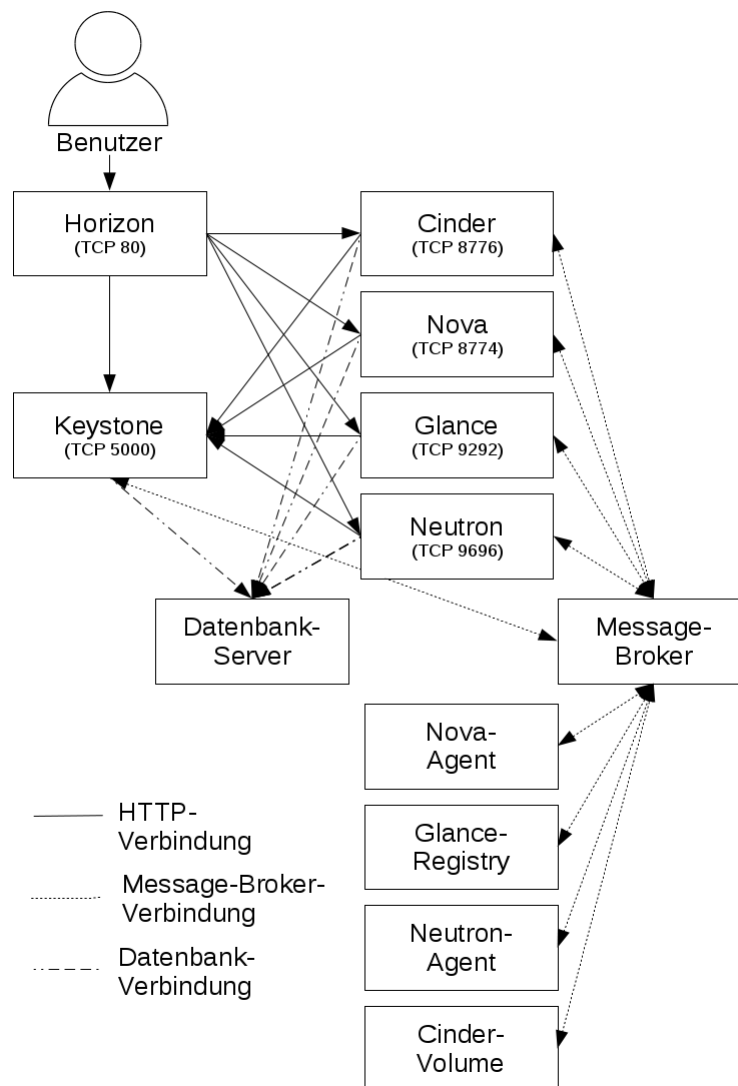 Benutzer
Horizon
(TCP 80)
Cinder
(TCP 8776)
Nova
(TCP 8774)
Keystone
(TCP 5000)
Glance
(TCP 9292)
Neutron
(TCP 9696)
Datenbank-
Server
Message-
Broker
Nova-
Agent
Glance-
Registry
Neutron-
Agent
Cinder-
Volume
HTTP-
Verbindung
Message-Broker-
Verbindung
Datenbank-
Verbindung